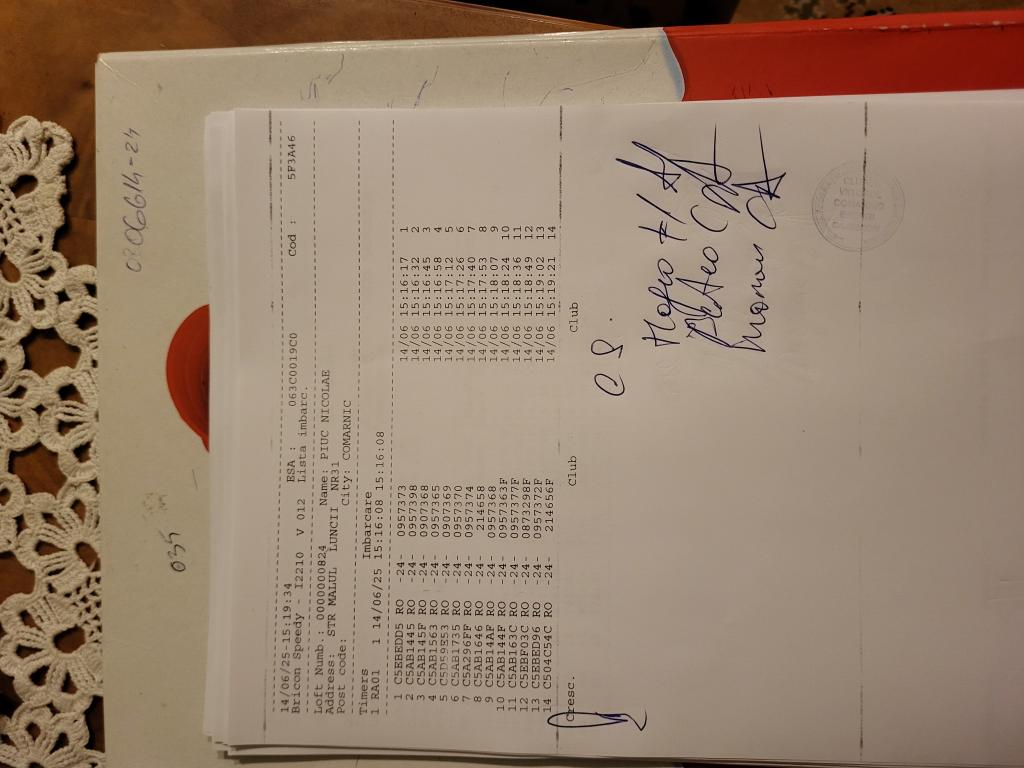 020C6614-24
035
14/06/25-15:19:34 ESA : 063C0019C0 Cod : 5F3A46
Bricon Speedy - I2210 V 012 Lista imbarc.
Loft Numb.: 0000000824 Name: PIUC NICOLAE
Address: STR MALUL LUNCII NR31
Post code: City: COMARNIC
Timers Imbarcare
1 RA01 1 14/06/25 15:16:08 15:16:08
1 C5EBEDD5 RO -24- 0957373 14/06 15:16:17 1
2 C5AB1445 RO -24- 0957398 14/06 15:16:32 2
3 C5AB145F RO -24- 0907368 14/06 15:16:45 3
4 C5AB1563 RO -24- 0957365 14/06 15:16:58 4
5 C5D59E53 RO -24- 0907369 14/06 15:17:12 5
6 C5AB1735 RO -24- 0957370 14/06 15:17:26 6
7 C5A296FF RO -24- 0957374 14/06 15:17:40 7
8 C5AB1646 RO -24- 214658 14/06 15:17:53 8
9 C5AB14AF RO -24- 0957368 14/06 15:18:07 9
10 C5AB144F RO -24- 0957363F 14/06 15:18:24 10
11 C5AB163C RO -24- 0957377F 14/06 15:18:36 11
12 C5EBF03C RO -24- 0873298F 14/06 15:18:49 12
13 C5EBED96 RO -24- 0957372F 14/06 15:19:02 13
14 C504C54C RO -24- 214656F 14/06 15:19:21 14
Cresc. Club Club